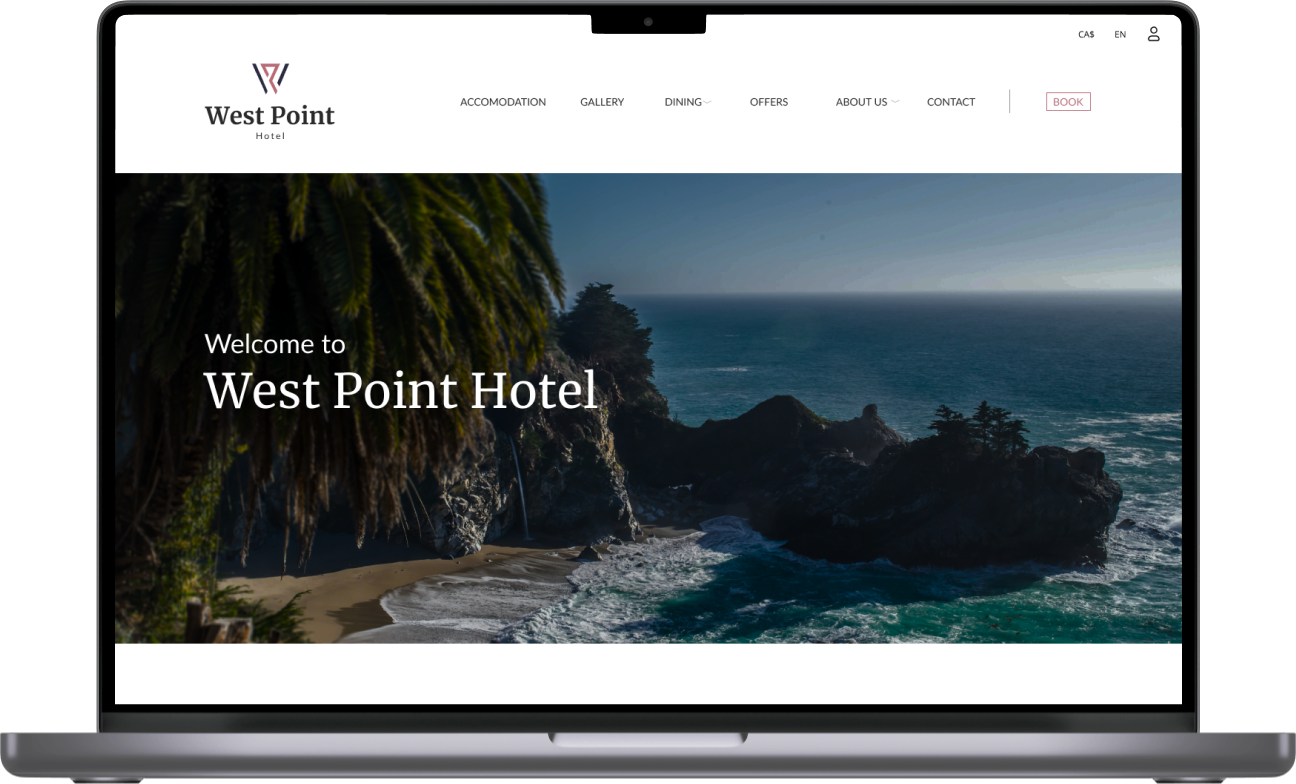 CA$ EN
West Point
Hotel
ACCOMODATION GALLERY DINING OFFERS ABOUT US CONTACT BOOK
Welcome to
West Point Hotel